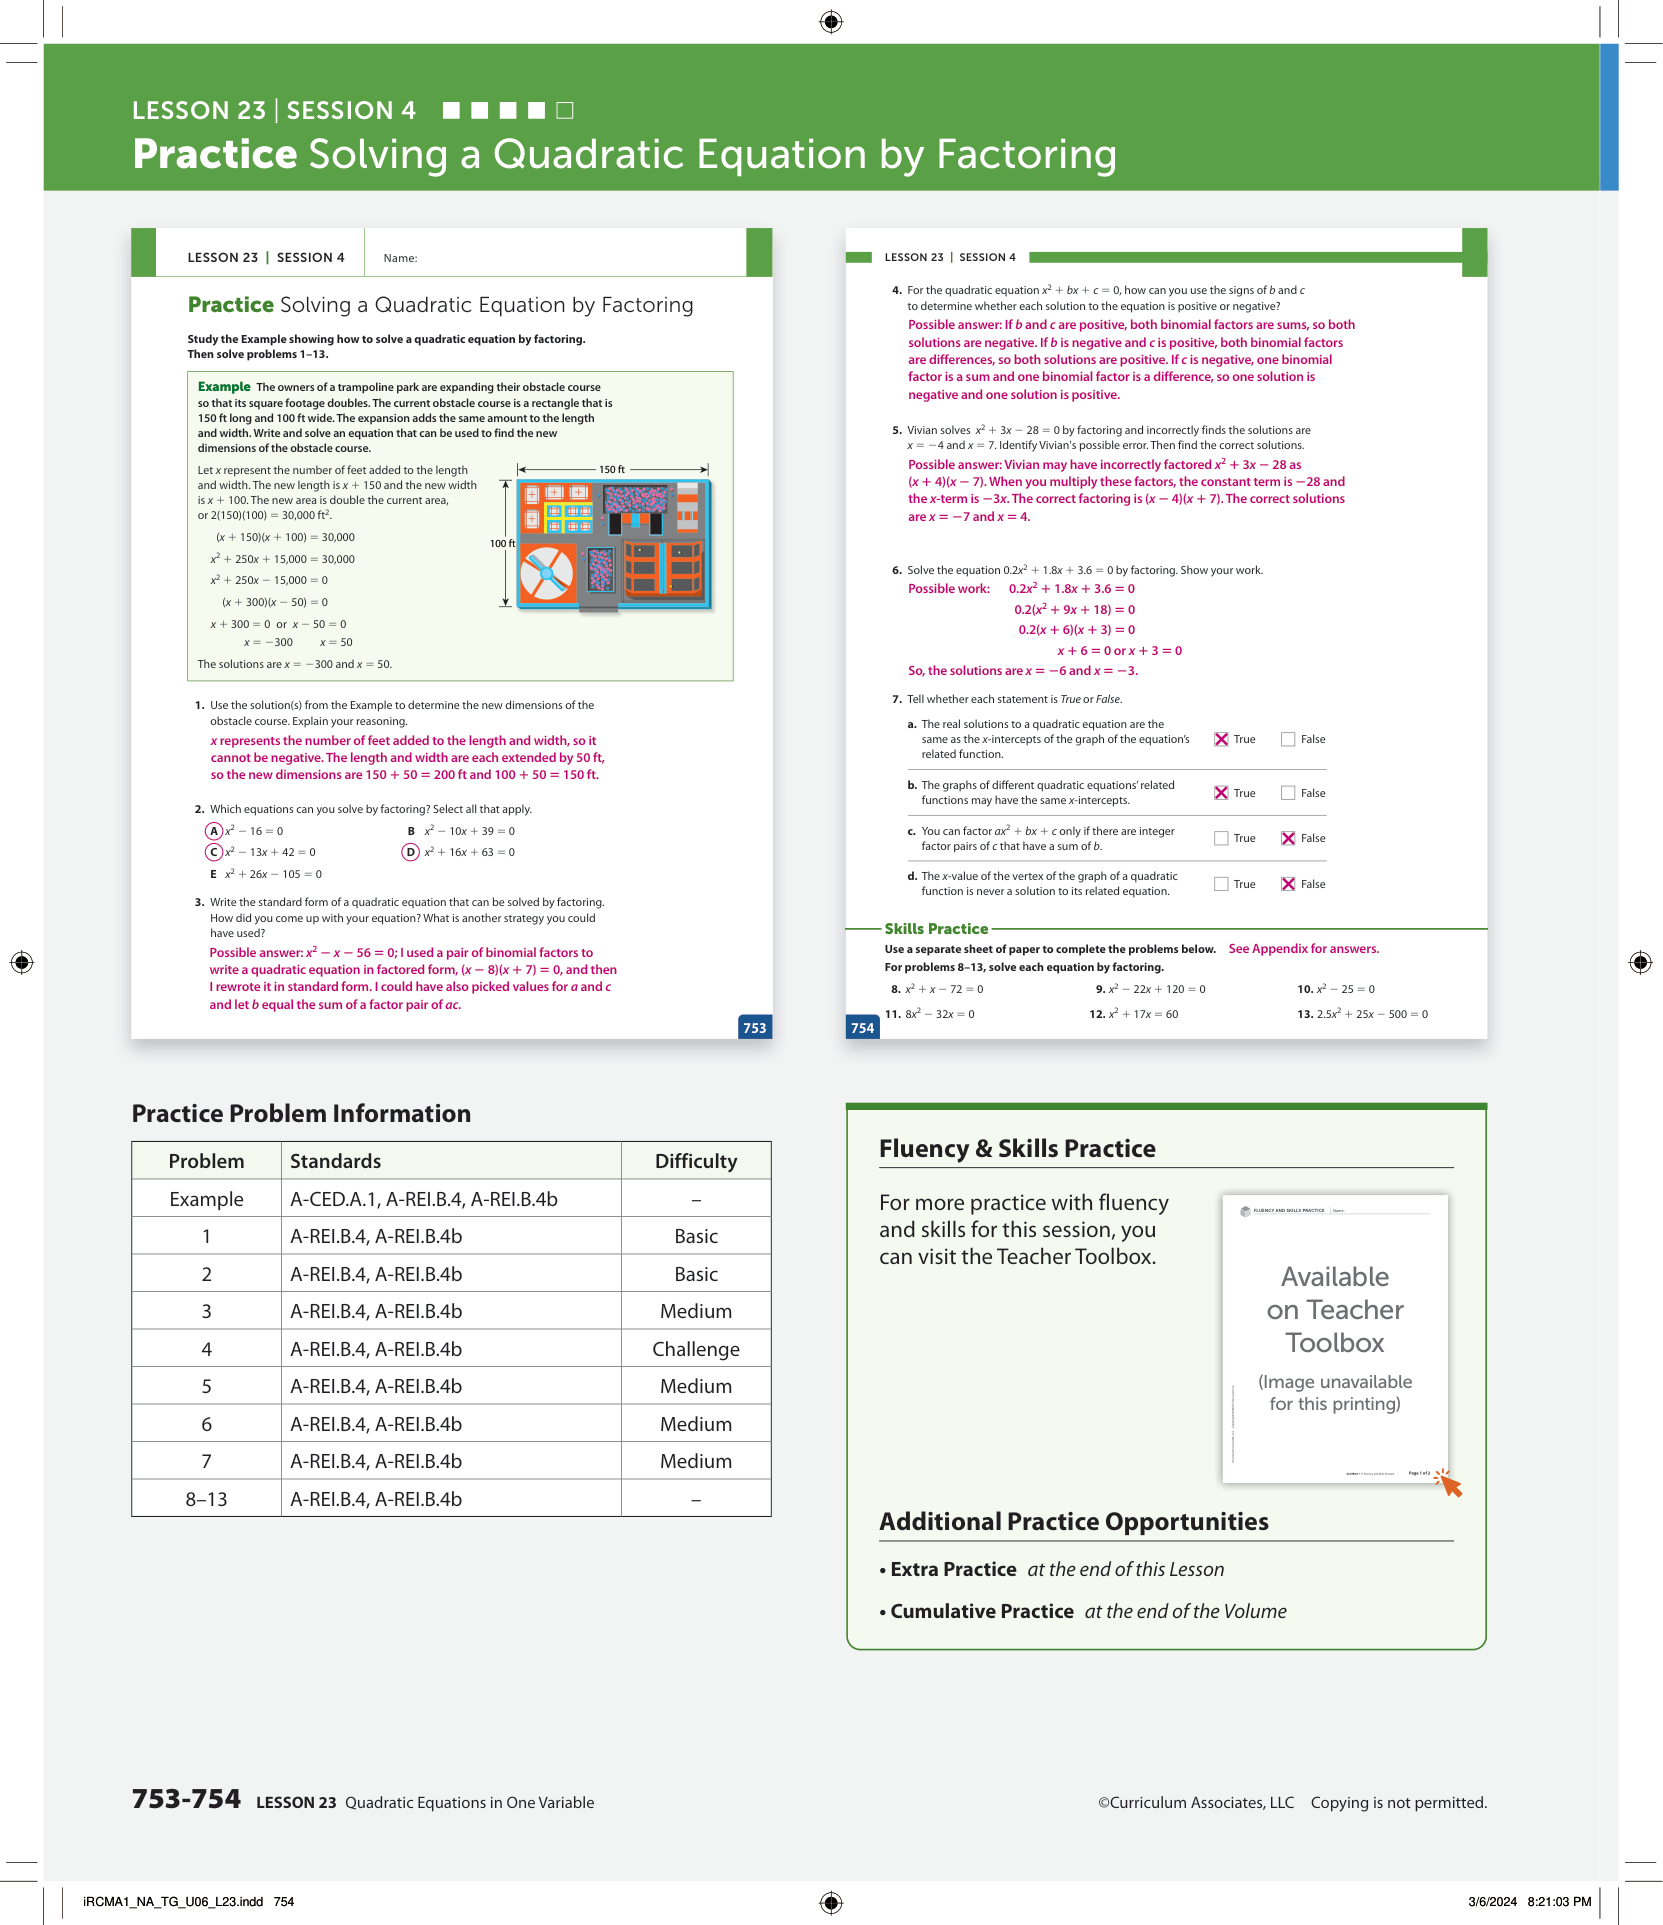 LESSON 23 | SESSION 4 ■ ■ ■ ■ □
Practice Solving a Quadratic Equation by Factoring
LESSON 23 | SESSION 4 Name:
Practice Solving a Quadratic Equation by Factoring
Study the Example showing how to solve a quadratic equation by factoring.
Then solve problems 1–13.
Example The owners of a trampoline park are expanding their obstacle course
so that its square footage doubles. The current obstacle course is a rectangle that is
150 ft long and 100 ft wide. The expansion adds the same amount to the length
and width. Write and solve an equation that can be used to find the new
dimensions of the obstacle course.
Let x represent the number of feet added to the length
and width. The new length is x + 150 and the new width
is x + 100. The new area is double the current area,
or 2(150)(100) = 30,000 ft².
(x + 150)(x + 100) = 30,000
x² + 250x + 15,000 = 30,000
x² + 250x − 15,000 = 0
(x + 300)(x − 50) = 0
x + 300 = 0 or x − 50 = 0
x = −300 x = 50
The solutions are x = −300 and x = 50.
150 ft
100 ft
1. Use the solution(s) from the Example to determine the new dimensions of the
obstacle course. Explain your reasoning.
x represents the number of feet added to the length and width, so it
cannot be negative. The length and width are each extended by 50 ft,
so the new dimensions are 150 + 50 = 200 ft and 100 + 50 = 150 ft.
2. Which equations can you solve by factoring? Select all that apply.
A x² − 16 = 0 B x² − 10x + 39 = 0
C x² − 13x + 42 = 0 D x² + 16x + 63 = 0
E x² + 26x − 105 = 0
3. Write the standard form of a quadratic equation that can be solved by factoring.
How did you come up with your equation? What is another strategy you could
have used?
Possible answer: x² − x − 56 = 0; I used a pair of binomial factors to
write a quadratic equation in factored form, (x − 8)(x + 7) = 0, and then
I rewrote it in standard form. I could have also picked values for a and c
and let b equal the sum of a factor pair of ac.
753
LESSON 23 | SESSION 4
4. For the quadratic equation x² + bx + c = 0, how can you use the signs of b and c
to determine whether each solution to the equation is positive or negative?
Possible answer: If b and c are positive, both binomial factors are sums, so both
solutions are negative. If b is negative and c is positive, both binomial factors
are differences, so both solutions are positive. If c is negative, one binomial
factor is a sum and one binomial factor is a difference, so one solution is
negative and one solution is positive.
5. Vivian solves x² + 3x − 28 = 0 by factoring and incorrectly finds the solutions are
x = −4 and x = 7. Identify Vivian's possible error. Then find the correct solutions.
Possible answer: Vivian may have incorrectly factored x² + 3x − 28 as
(x + 4)(x − 7). When you multiply these factors, the constant term is −28 and
the x-term is −3x. The correct factoring is (x − 4)(x + 7). The correct solutions
are x = −7 and x = 4.
6. Solve the equation 0.2x² + 1.8x + 3.6 = 0 by factoring. Show your work.
Possible work: 0.2x² + 1.8x + 3.6 = 0
0.2(x² + 9x + 18) = 0
0.2(x + 6)(x + 3) = 0
x + 6 = 0 or x + 3 = 0
So, the solutions are x = −6 and x = −3.
7. Tell whether each statement is True or False.
a. The real solutions to a quadratic equation are the
same as the x-intercepts of the graph of the equation's
related function.
True False
b. The graphs of different quadratic equations' related
functions may have the same x-intercepts.
True False
c. You can factor ax² + bx + c only if there are integer
factor pairs of c that have a sum of b.
True False
d. The x-value of the vertex of the graph of a quadratic
function is never a solution to its related equation.
True False
Skills Practice
Use a separate sheet of paper to complete the problems below. See Appendix for answers.
For problems 8–13, solve each equation by factoring.
8. x² + x − 72 = 0 9. x² − 22x + 120 = 0 10. x² − 25 = 0
11. 8x² − 32x = 0 12. x² + 17x = 60 13. 2.5x² + 25x − 500 = 0
754
Practice Problem Information
Problem Standards Difficulty
Example A-CED.A.1, A-REI.B.4, A-REI.B.4b –
1 A-REI.B.4, A-REI.B.4b Basic
2 A-REI.B.4, A-REI.B.4b Basic
3 A-REI.B.4, A-REI.B.4b Medium
4 A-REI.B.4, A-REI.B.4b Challenge
5 A-REI.B.4, A-REI.B.4b Medium
6 A-REI.B.4, A-REI.B.4b Medium
7 A-REI.B.4, A-REI.B.4b Medium
8–13 A-REI.B.4, A-REI.B.4b –
Fluency & Skills Practice
For more practice with fluency
and skills for this session, you
can visit the Teacher Toolbox.
FLUENCY AND SKILLS PRACTICE Name:
Available
on Teacher
Toolbox
(Image unavailable
for this printing)
Page 1 of 2
Additional Practice Opportunities
• Extra Practice at the end of this Lesson
• Cumulative Practice at the end of the Volume
753-754 LESSON 23 Quadratic Equations in One Variable
©Curriculum Associates, LLC Copying is not permitted.
iRCMA1_NA_TG_U06_L23.indd 754
3/6/2024 8:21:03 PM